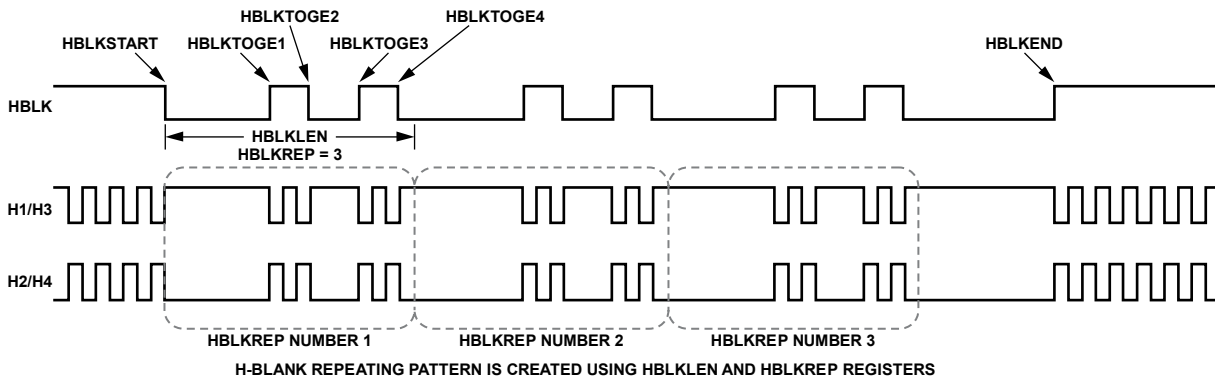 HBLKTOGE2
HBLKTOGE4
HBLKSTART
HBLKTOGE1
HBLKTOGE3
HBLKEND
HBLK
HBLKLEN
HBLKREP = 3
H1/H3
H2/H4
HBLKREP NUMBER 1
HBLKREP NUMBER 2
HBLKREP NUMBER 3
H-BLANK REPEATING PATTERN IS CREATED USING HBLKLEN AND HBLKREP REGISTERS